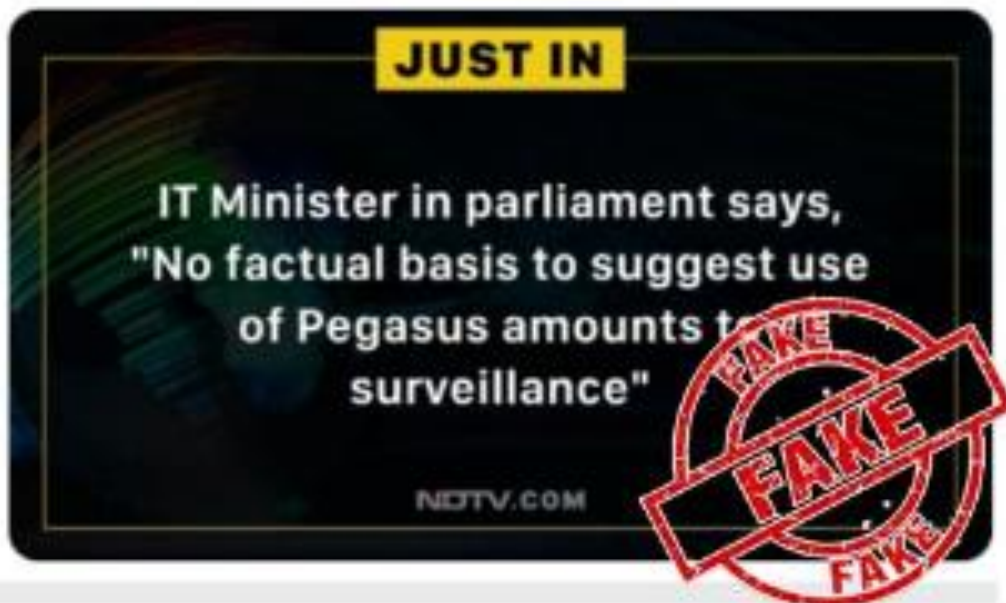 JUST IN
IT Minister in parliament says,
"No factual basis to suggest use
of Pegasus amounts
surveillance"
NDTV.COM
FAKE
FAKE
FAKE